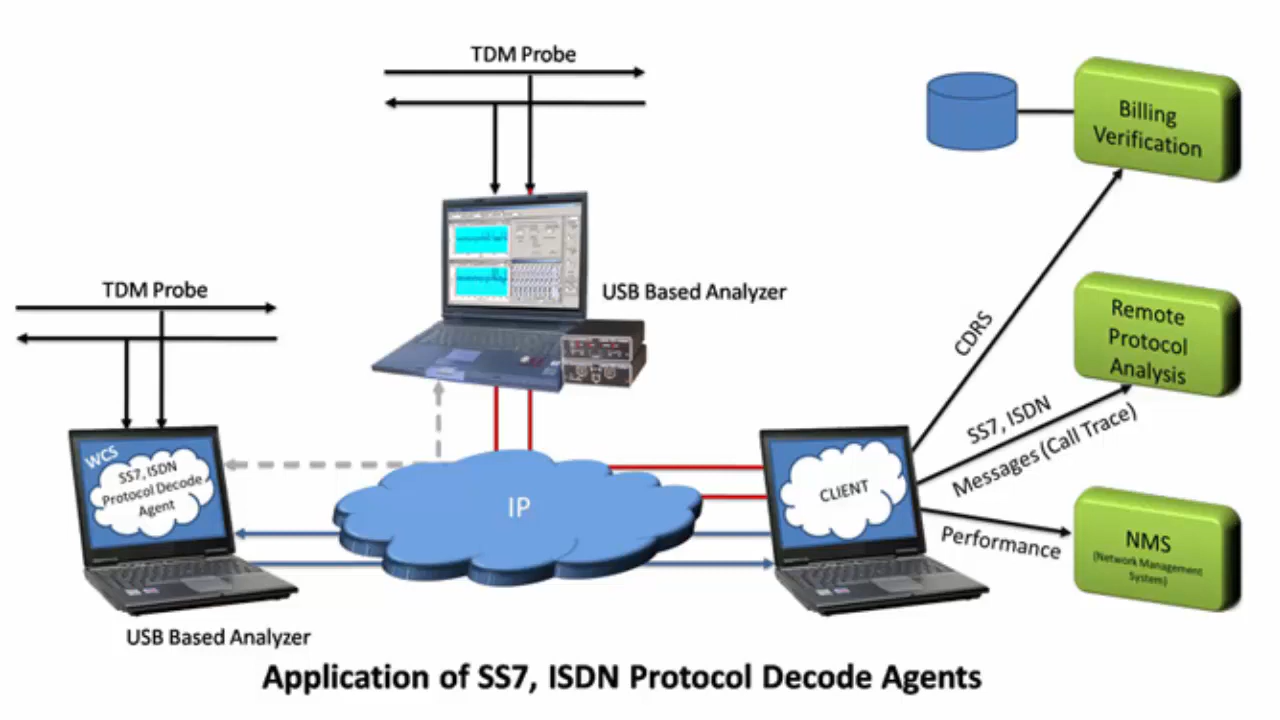 TDM Probe
Billing
Verification
USB Based Analyzer
TDM Probe
Remote
Protocol
Analysis
CDRS
SS7, ISDN
Messages (Call Trace)
WCS
SS7, ISDN
Protocol Decode
Agent
IP
CLIENT
Performance
NMS
(Network Management
System)
USB Based Analyzer
Application of SS7, ISDN Protocol Decode Agents